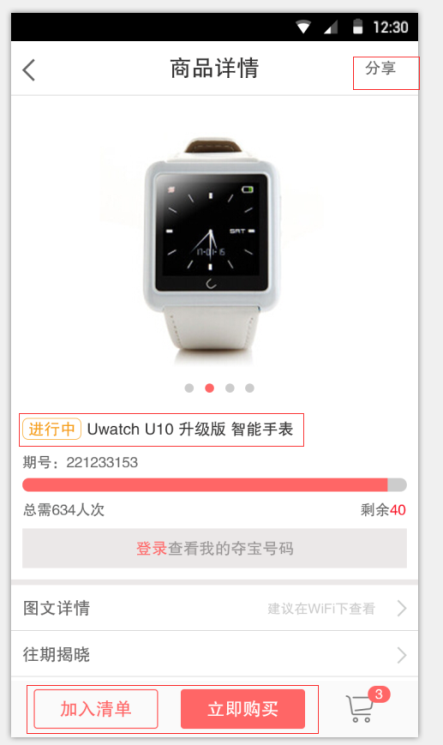 12:30
商品详情 分享
进行中 Uwatch U10 升级版 智能手表
期号：221233153
总需634人次 剩余40
登录查看我的夺宝号码
图文详情 建议在WiFi下查看
往期揭晓
加入清单 立即购买 3